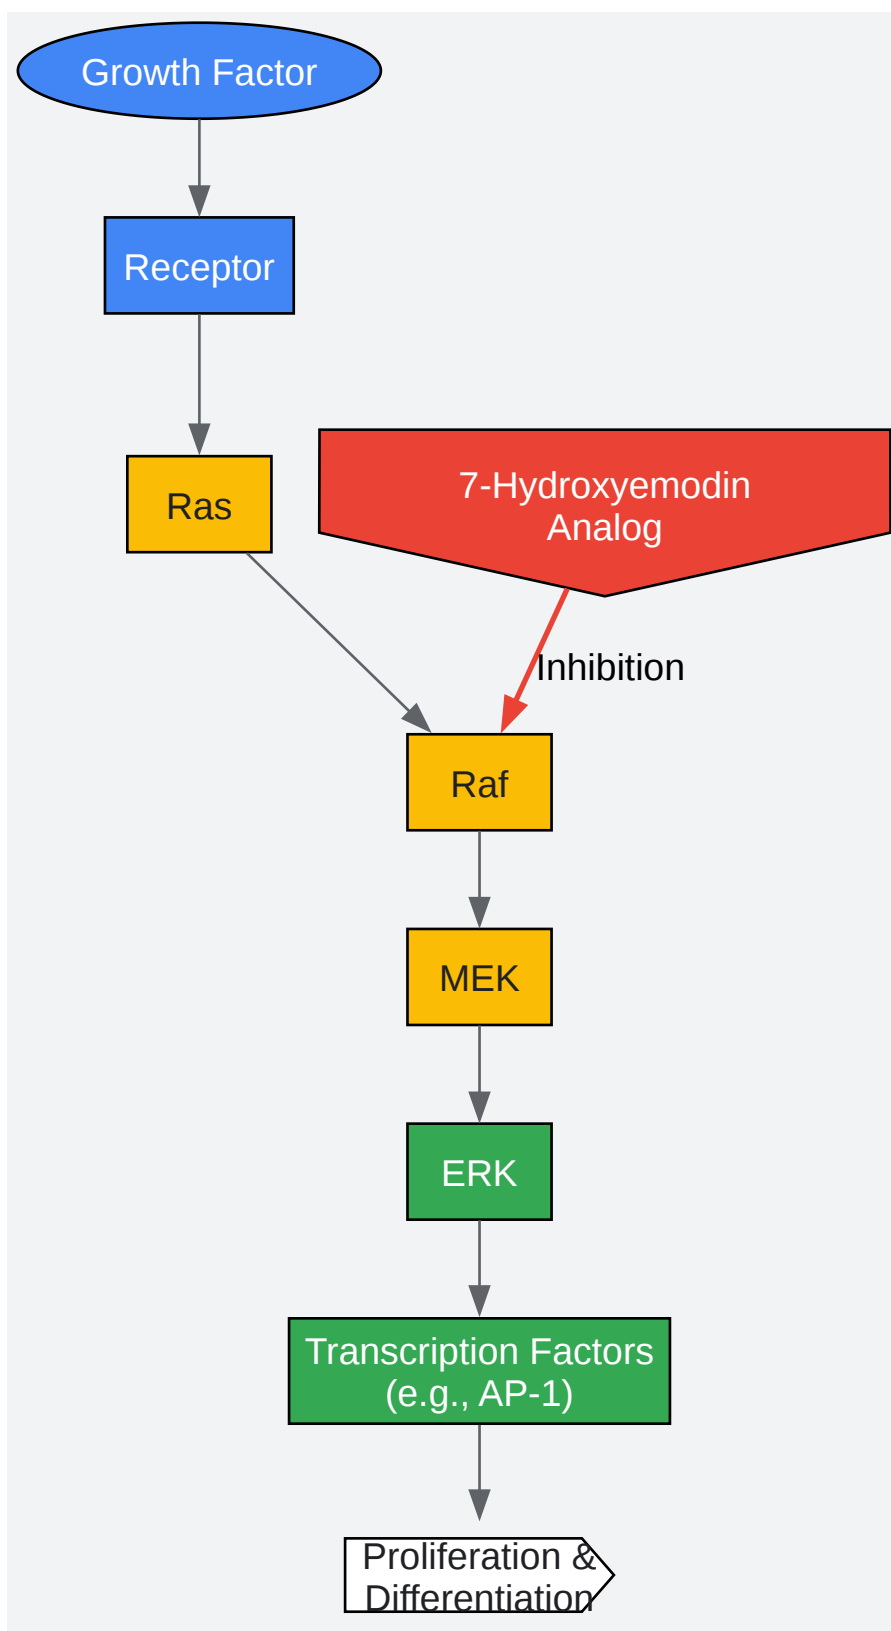 Growth Factor
Receptor
Ras
7-Hydroxyemodin
Analog
Inhibition
Raf
MEK
ERK
Transcription Factors
(e.g., AP-1)
Proliferation &
Differentiation